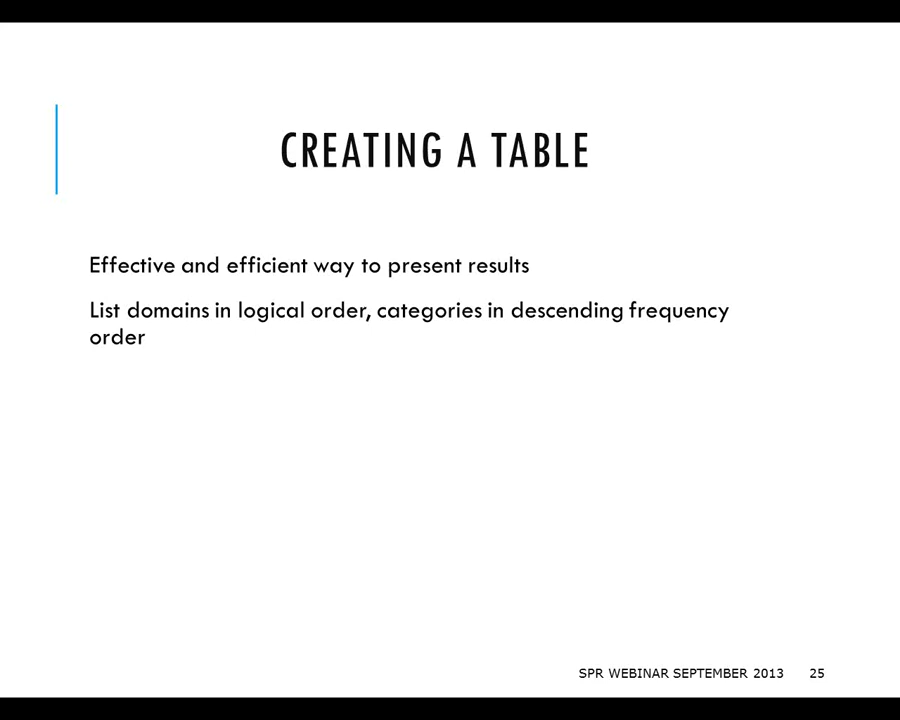 CREATING A TABLE
Effective and efficient way to present results
List domains in logical order, categories in descending frequency
order
SPR WEBINAR SEPTEMBER 2013 25